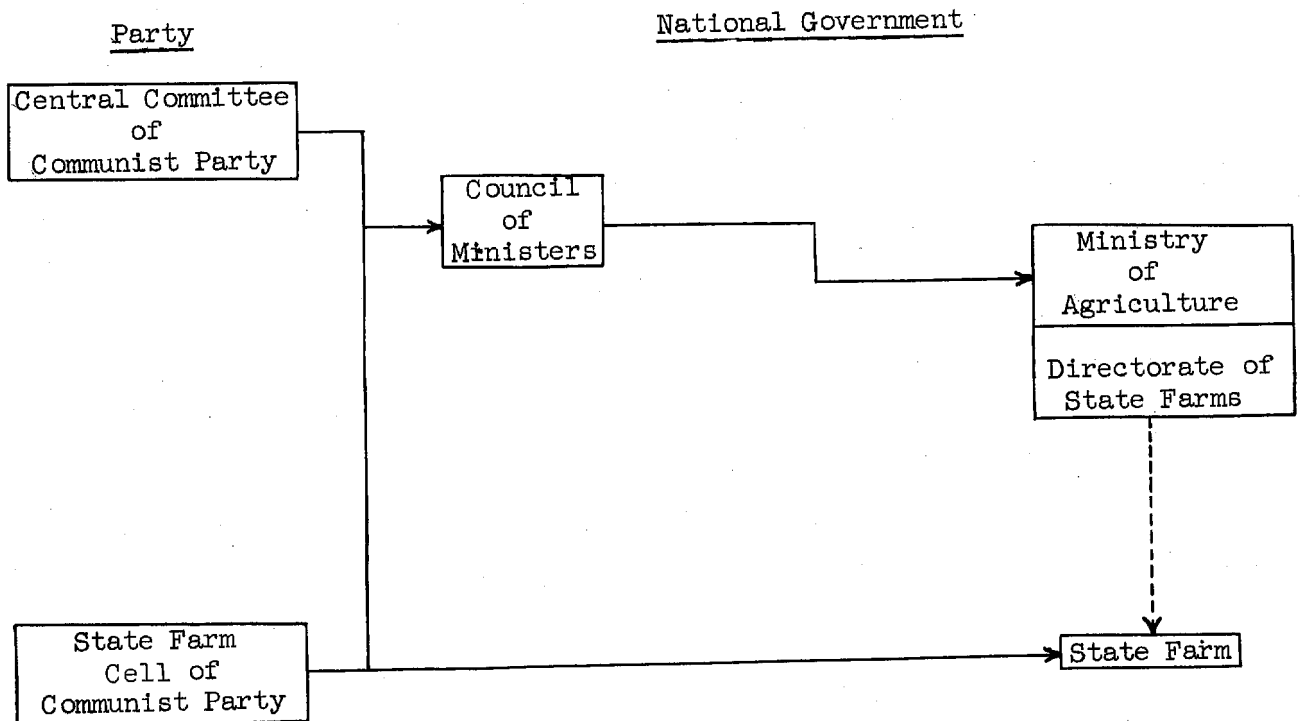 Party
National Government
Central Committee
of
Communist Party
Council
of
Ministers
Ministry
of
Agriculture
Directorate of
State Farms
State Farm
Cell of
Communist Party
State Farm